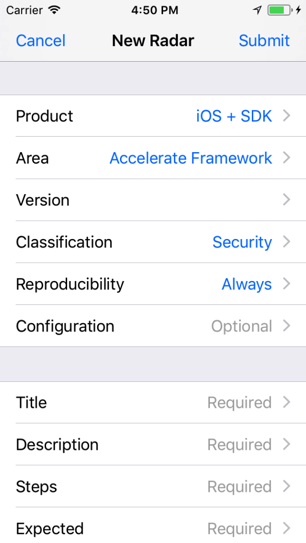 Carrier 4:50 PM
Cancel New Radar Submit
Product iOS + SDK
Area Accelerate Framework
Version
Classification Security
Reproducibility Always
Configuration Optional
Title Required
Description Required
Steps Required
Expected Required